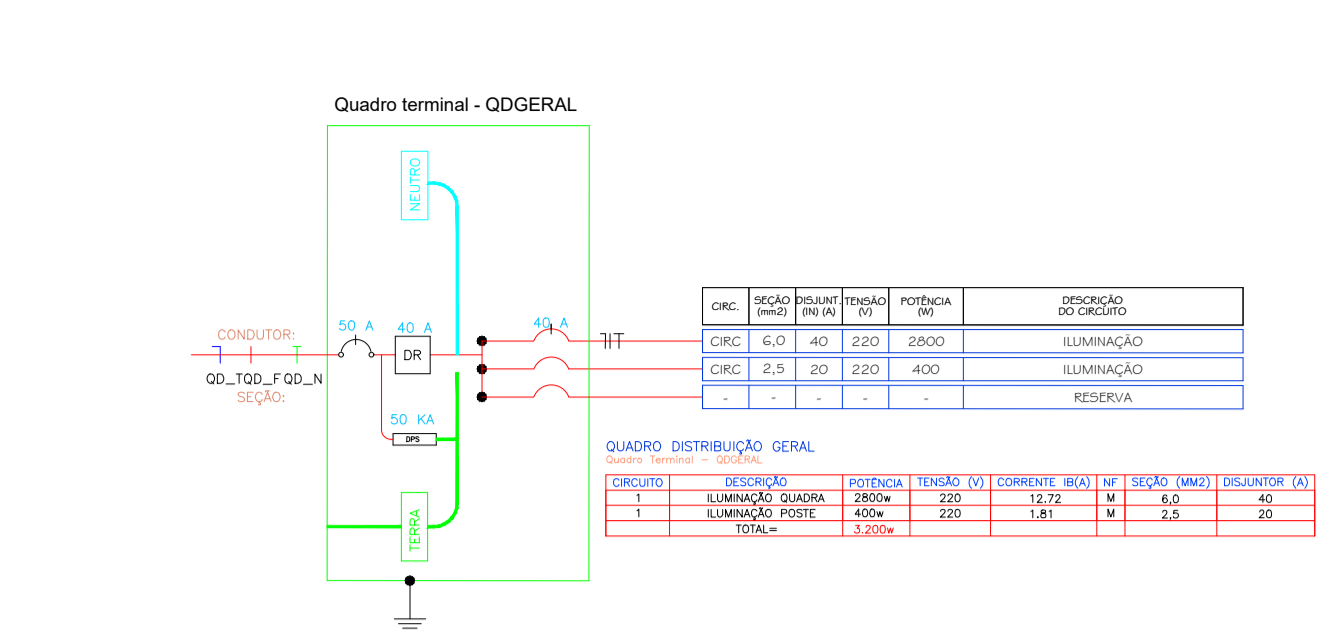 Quadro terminal - QDGERAL
NEUTRO
50 A
40 A
40 A
CONDUTOR:
DR
QD_T QD_F QD_N
SEÇÃO:
50 KA
DPS
TERRA
CIRC. SEÇÃO (mm2) DISJUNT. (IN) (A) TENSÃO (V) POTÊNCIA (W) DESCRIÇÃO DO CIRCUITO
CIRC 6,0 40 220 2800 ILUMINAÇÃO
CIRC 2,5 20 220 400 ILUMINAÇÃO
- - - - - RESERVA
QUADRO DISTRIBUIÇÃO GERAL
Quadro Terminal - QDGERAL
CIRCUITO DESCRIÇÃO POTÊNCIA TENSÃO (V) CORRENTE IB(A) NF SEÇÃO (MM2) DISJUNTOR (A)
1 ILUMINAÇÃO QUADRA 2800w 220 12.72 M 6,0 40
1 ILUMINAÇÃO POSTE 400w 220 1.81 M 2,5 20
TOTAL= 3.200w